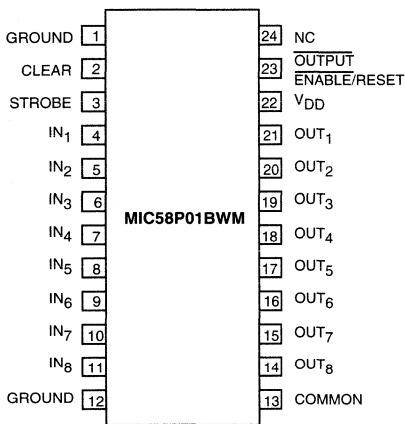 GROUND 1 24 NC
CLEAR 2 23 OUTPUT
ENABLE/RESET
STROBE 3 22 VDD
IN1 4 21 OUT1
IN2 5 20 OUT2
IN3 6 19 OUT3
MIC58P01BWM
IN4 7 18 OUT4
IN5 8 17 OUT5
IN6 9 16 OUT6
IN7 10 15 OUT7
IN8 11 14 OUT8
GROUND 12 13 COMMON